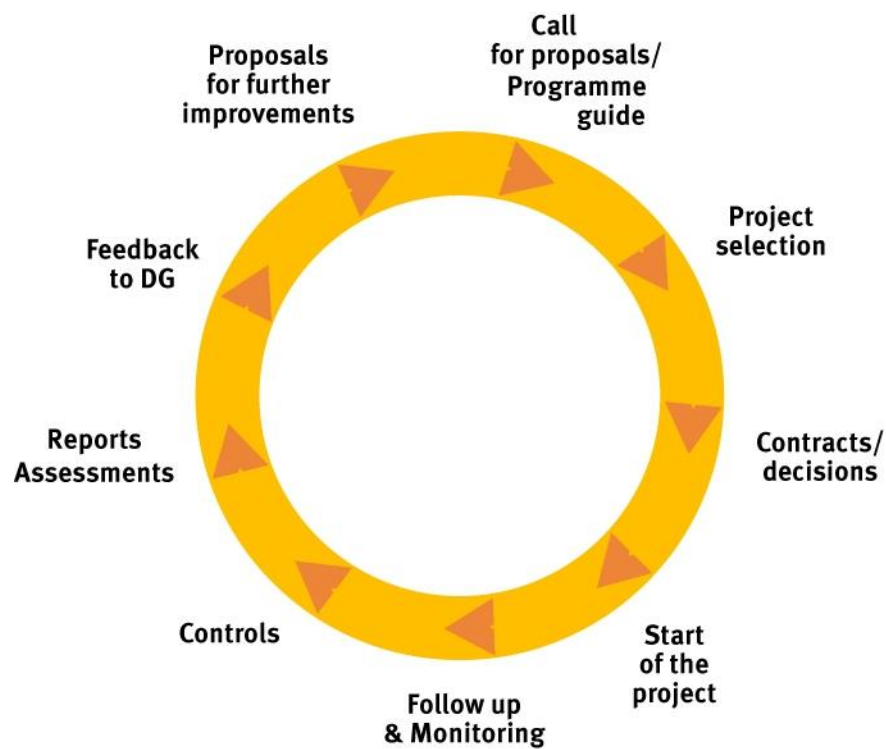 Call
for proposals/
Programme
guide
Project
selection
Contracts/
decisions
Start
of the
project
Follow up
& Monitoring
Controls
Reports
Assessments
Feedback
to DG
Proposals
for further
improvements